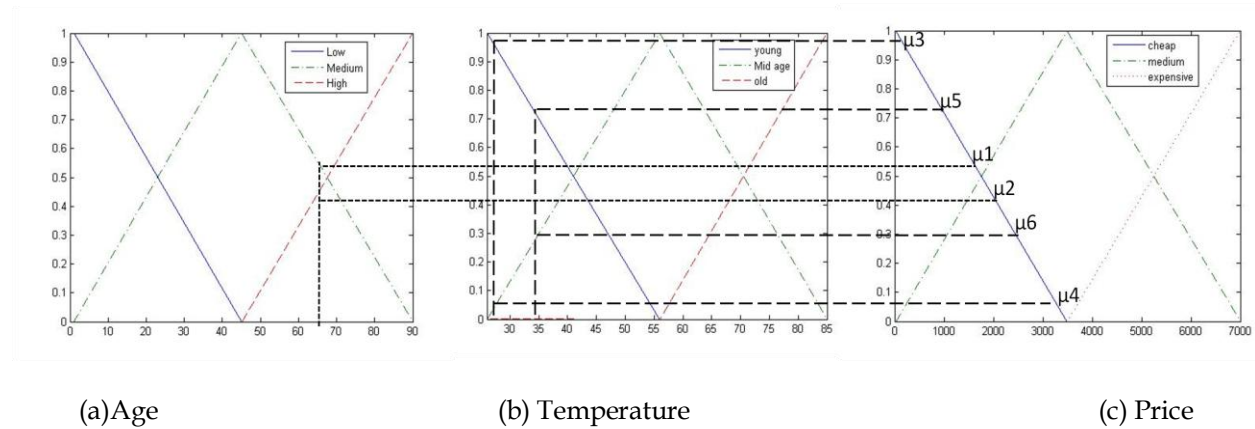 1
0.9
0.8
0.7
0.6
0.5
0.4
0.3
0.2
0.1
0
0 10 20 30 40 50 60 70 80 90
Low
Medium
High
1
0.9
0.8
0.7
0.6
0.5
0.4
0.3
0.2
0.1
0
30 35 40 45 50 55 60 65 70 75 80 85
young
Mid age
old
1
0.9
0.8
0.7
0.6
0.5
0.4
0.3
0.2
0.1
0
0 1000 2000 3000 4000 5000 6000 7000
cheap
medium
expensive
μ3
μ5
μ1
μ2
μ6
μ4
(a)Age
(b) Temperature
(c) Price